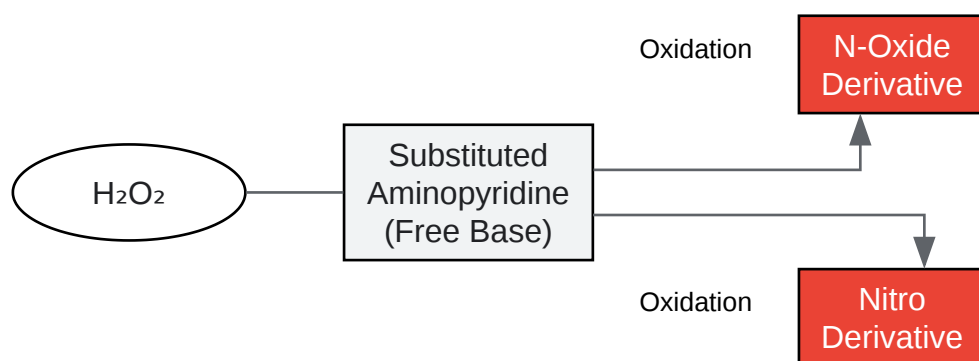 Oxidation
N-Oxide
Derivative
H₂O₂
Substituted
Aminopyridine
(Free Base)
Oxidation
Nitro
Derivative